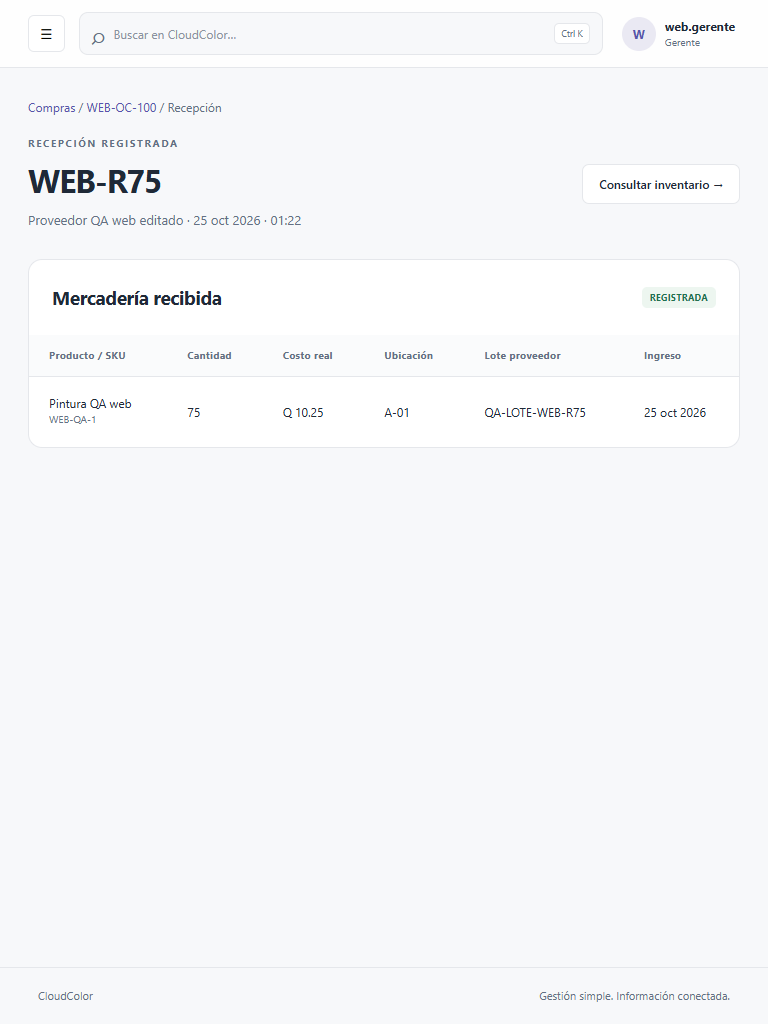 ☰
Buscar en CloudColor...
Ctrl K
W
web.gerente
Gerente
Compras / WEB-OC-100 / Recepción
RECEPCIÓN REGISTRADA
WEB-R75
Consultar inventario →
Proveedor QA web editado · 25 oct 2026 · 01:22
Mercadería recibida
REGISTRADA
Producto / SKU Cantidad Costo real Ubicación Lote proveedor Ingreso
Pintura QA web 75 Q 10.25 A-01 QA-LOTE-WEB-R75 25 oct 2026
WEB-QA-1
CloudColor
Gestión simple. Información conectada.